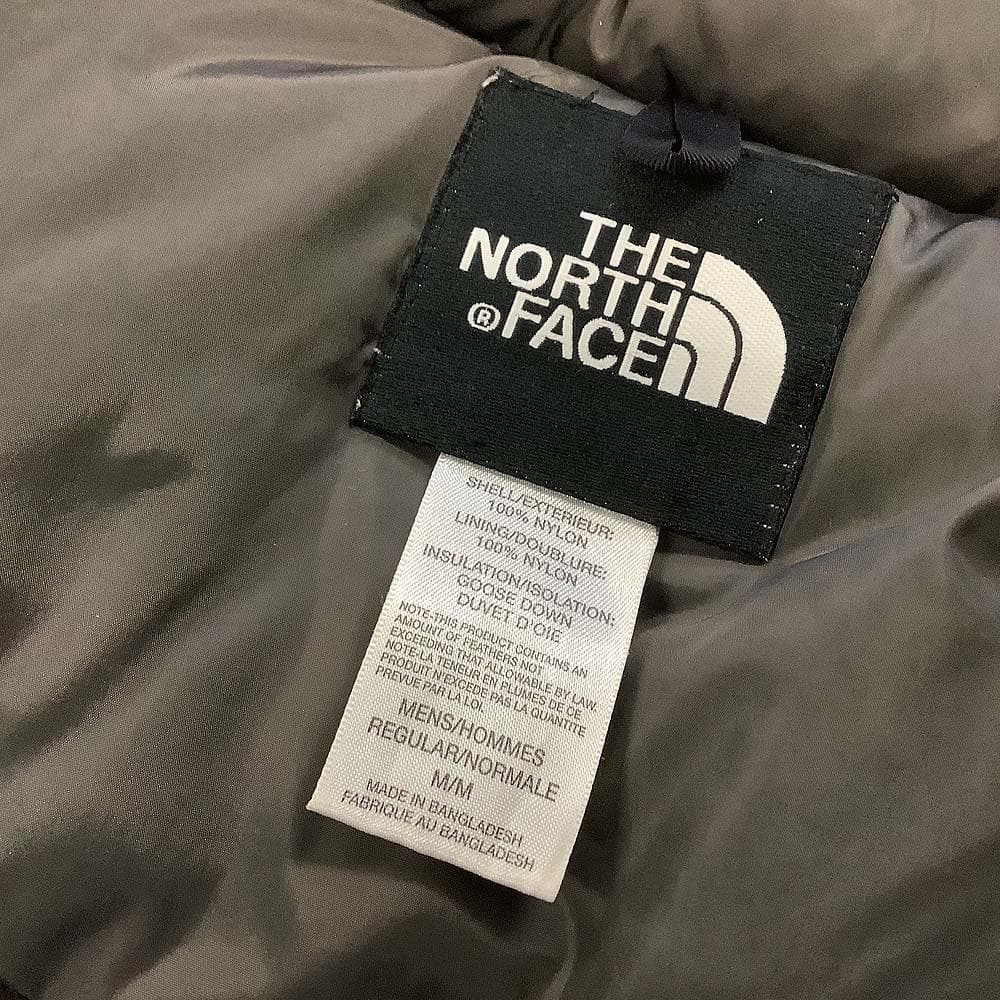 THE
NORTH
® FACE
SHELL/EXTERIEUR:
100% NYLON
LINING/DOUBLURE:
100% NYLON
INSULATION/ISOLATION:
GOOSE DOWN
DUVET D'OIE
NOTE-THIS PRODUCT CONTAINS AN
AMOUNT OF FEATHERS NOT
EXCEEDING THAT ALLOWABLE BY LAW.
NOTE-LA TENEUR EN PLUMES DE CE
PRODUIT N'EXCEDE PAS LA QUANTITE
PREVUE PAR LA LOI.
MENS/HOMMES
REGULAR/NORMALE
M/M
MADE IN BANGLADESH
FABRIQUE AU BANGLADESH